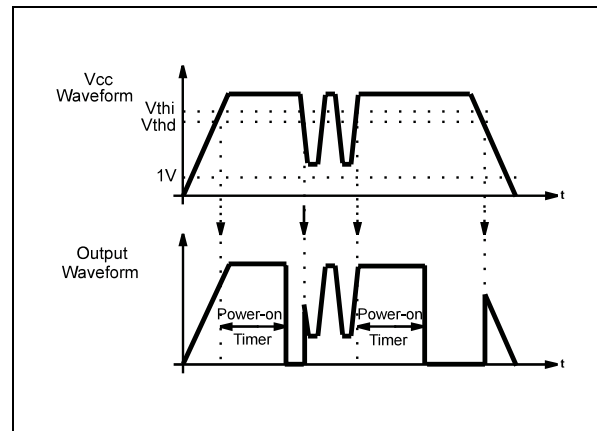 Vcc
Waveform
Vthi
Vthd
1V
t
Output
Waveform
Power-on
Timer
Power-on
Timer
t